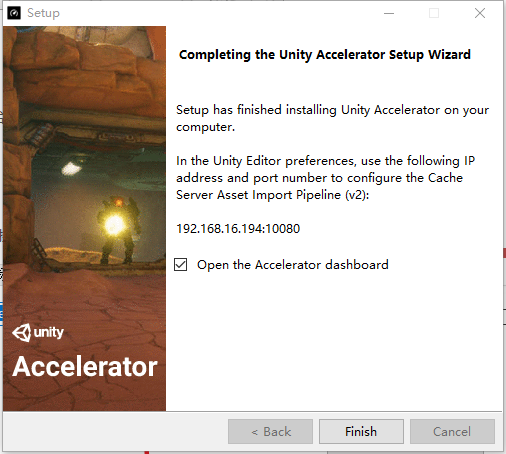 Setup
Completing the Unity Accelerator Setup Wizard
Setup has finished installing Unity Accelerator on your
computer.
In the Unity Editor preferences, use the following IP
address and port number to configure the Cache
Server Asset Import Pipeline (v2):
192.168.16.194:10080
Open the Accelerator dashboard
unity
Accelerator
< Back
Finish
Cancel